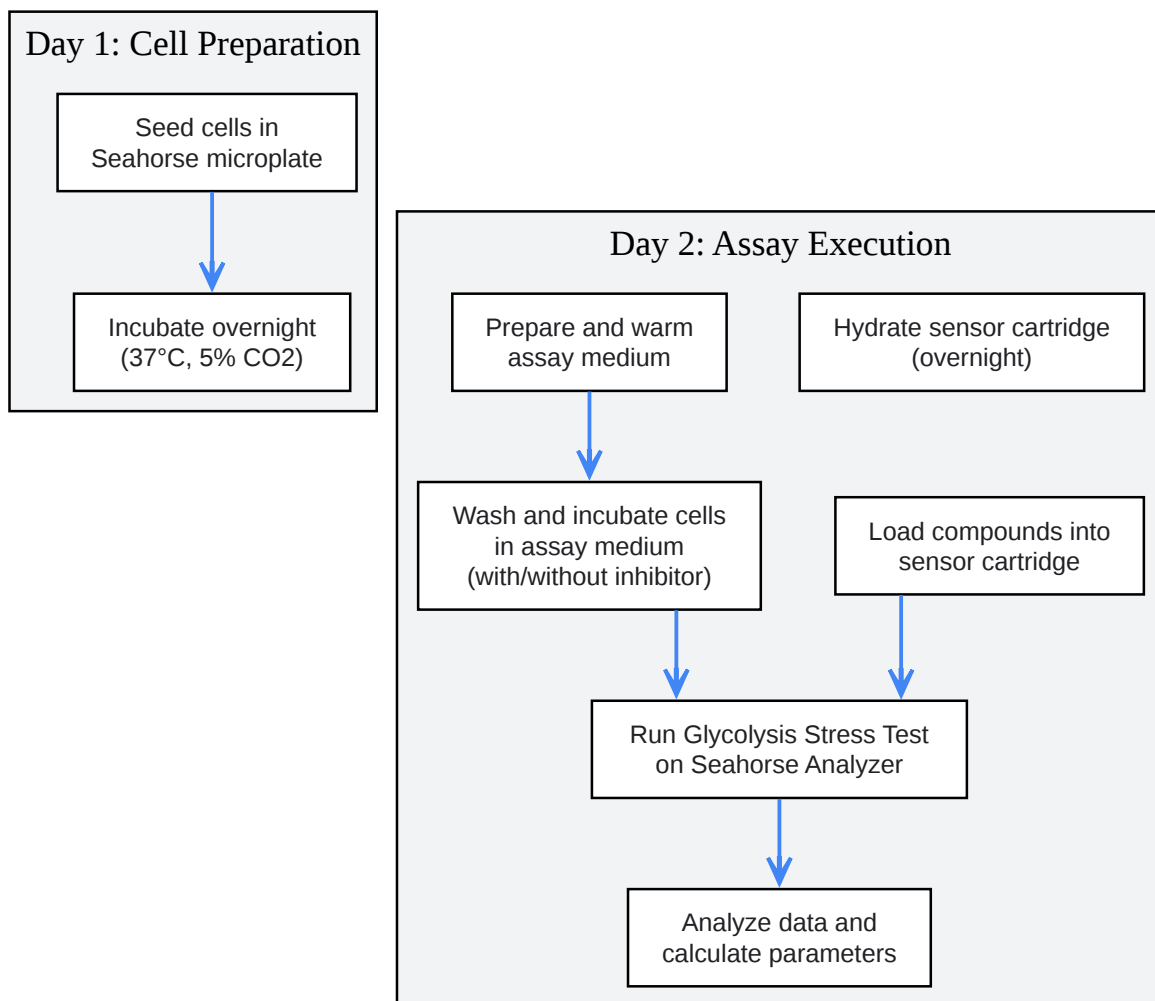 Day 1: Cell Preparation
Seed cells in
Seahorse microplate
Incubate overnight
(37°C, 5% CO2)
Day 2: Assay Execution
Prepare and warm
assay medium
Hydrate sensor cartridge
(overnight)
Wash and incubate cells
in assay medium
(with/without inhibitor)
Load compounds into
sensor cartridge
Run Glycolysis Stress Test
on Seahorse Analyzer
Analyze data and
calculate parameters